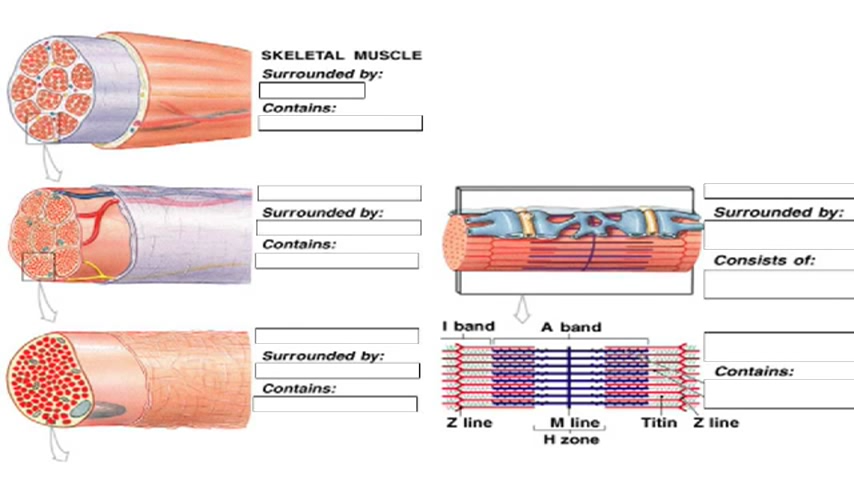 SKELETAL MUSCLE
Surrounded by:
Contains:
Surrounded by:
Contains:
Surrounded by:
Contains:
Surrounded by:
Consists of:
I band
A band
Contains:
Z line
M line
Titin
Z line
H zone